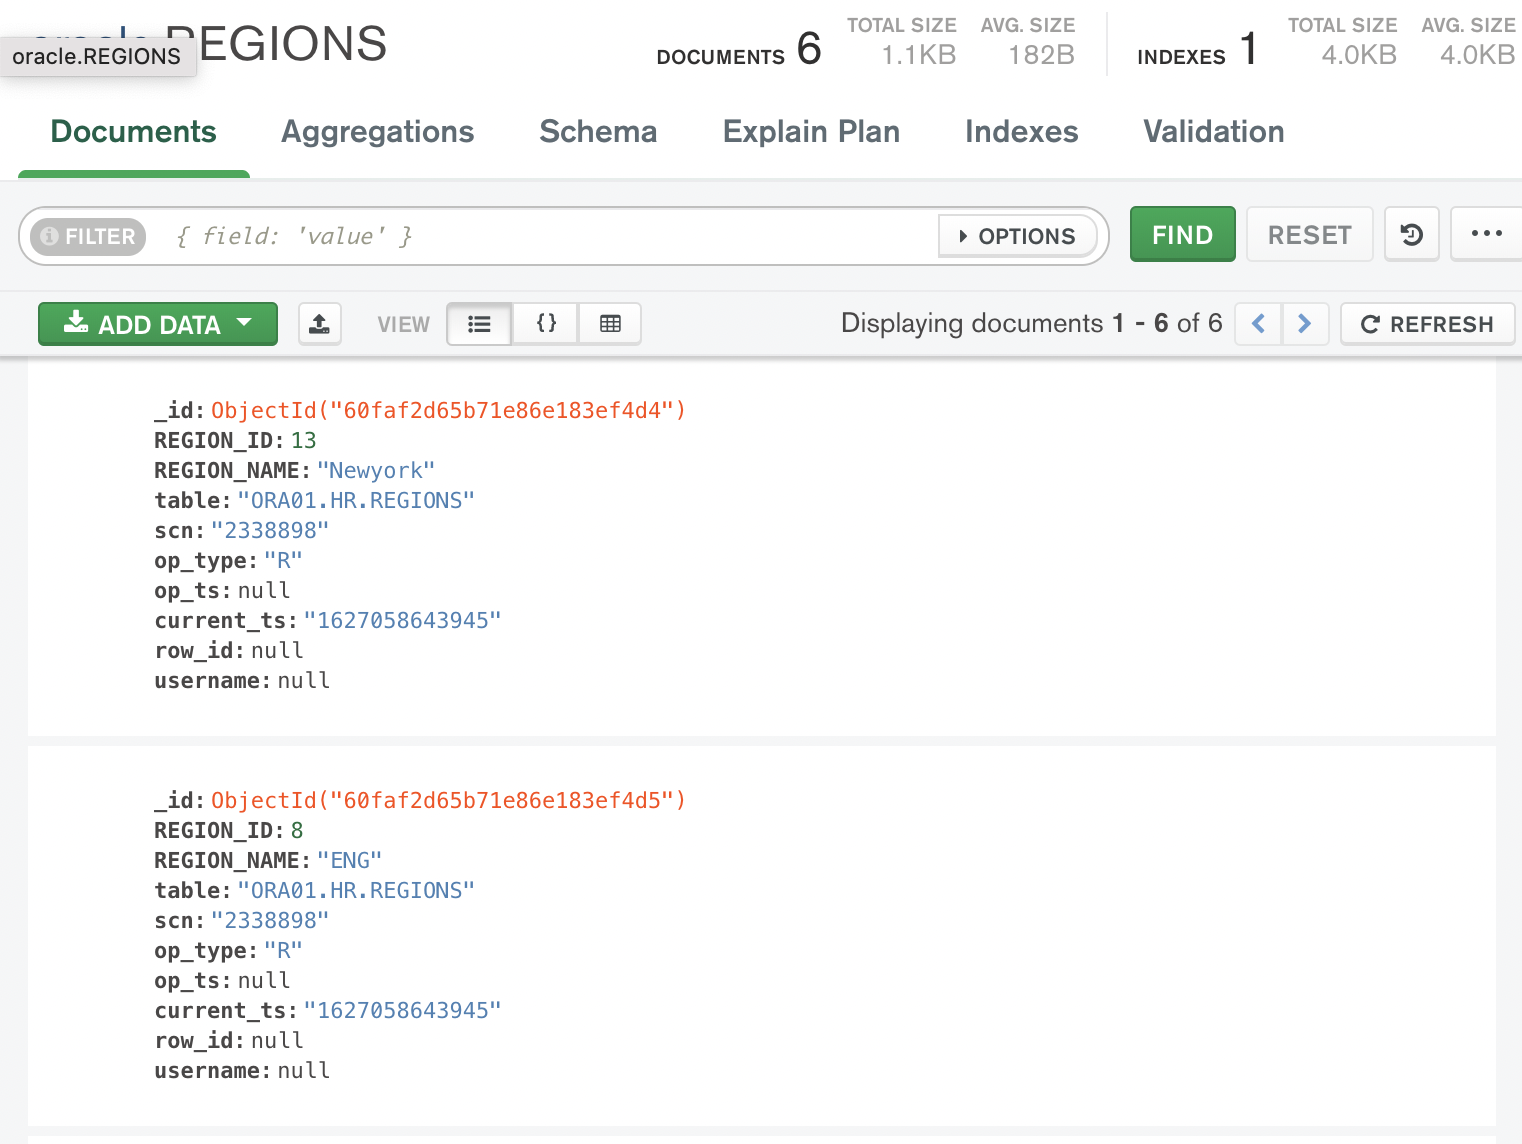 oracle.REGIONS
oracle.REGIONS
DOCUMENTS 6
TOTAL SIZE
1.1KB
AVG. SIZE
182B
INDEXES 1
TOTAL SIZE
4.0KB
AVG. SIZE
4.0KB
Documents
Aggregations
Schema
Explain Plan
Indexes
Validation
FILTER
{ field: 'value' }
OPTIONS
FIND
RESET
ADD DATA
VIEW
{}
Displaying documents 1 - 6 of 6
REFRESH
_id: ObjectId("60faf2d65b71e86e183ef4d4")
REGION_ID: 13
REGION_NAME: "Newyork"
table: "ORA01.HR.REGIONS"
scn: "2338898"
op_type: "R"
op_ts: null
current_ts: "1627058643945"
row_id: null
username: null
_id: ObjectId("60faf2d65b71e86e183ef4d5")
REGION_ID: 8
REGION_NAME: "ENG"
table: "ORA01.HR.REGIONS"
scn: "2338898"
op_type: "R"
op_ts: null
current_ts: "1627058643945"
row_id: null
username: null